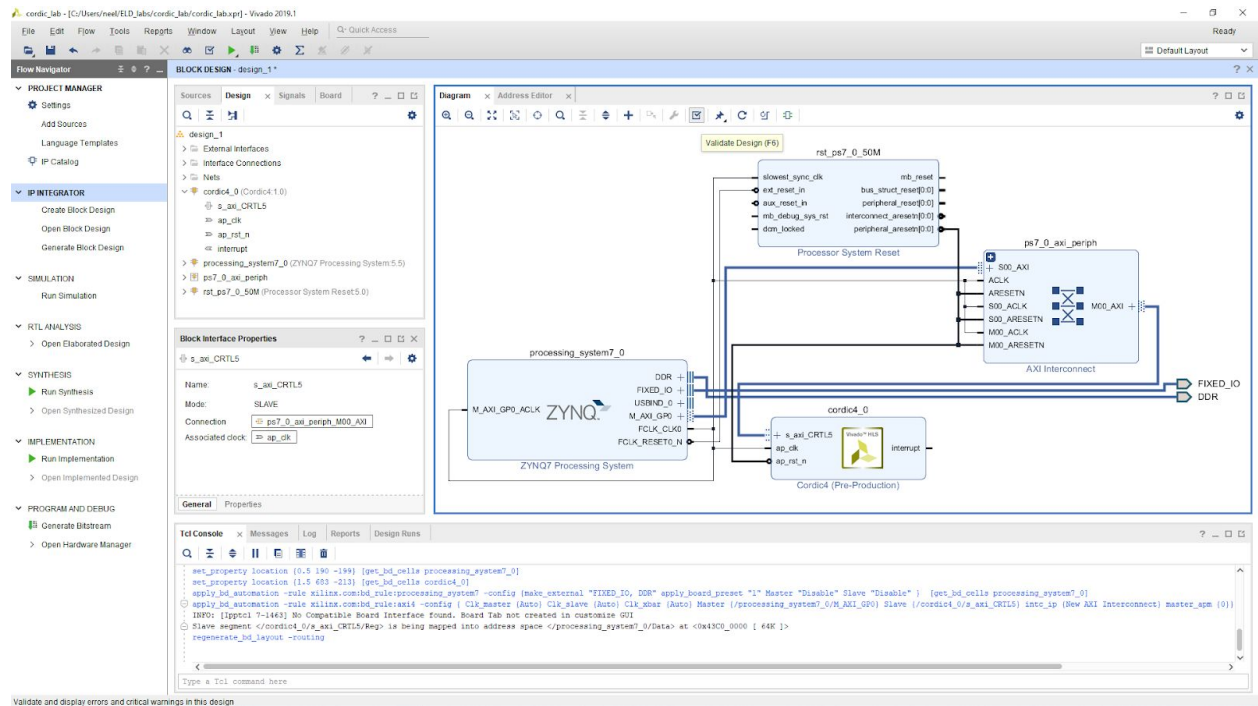 cordic_lab - [C:/Users/neel/ELD_labs/cordic_lab/cordic_lab.xpr] - Vivado 2019.1
File Edit Flow Tools Reports Window Layout View Help Q- Quick Access
Ready
Default Layout
Flow Navigator
BLOCK DESIGN - design_1 *
PROJECT MANAGER
Settings
Add Sources
Language Templates
IP Catalog
IP INTEGRATOR
Create Block Design
Open Block Design
Generate Block Design
SIMULATION
Run Simulation
RTL ANALYSIS
Open Elaborated Design
SYNTHESIS
Run Synthesis
Open Synthesized Design
IMPLEMENTATION
Run Implementation
Open Implemented Design
PROGRAM AND DEBUG
Generate Bitstream
Open Hardware Manager
Sources Design Signals Board
design_1
External Interfaces
Interface Connections
Nets
cordic4_0 (Cordic4:1.0)
s_axi_CRTL5
ap_clk
ap_rst_n
interrupt
processing_system7_0 (ZYNQ7 Processing System:5.5)
ps7_0_axi_periph
rst_ps7_0_50M (Processor System Reset:5.0)
Block Interface Properties
s_axi_CRTL5
Name: s_axi_CRTL5
Mode: SLAVE
Connection ps7_0_axi_periph_M00_AXI
Associated clock: ap_clk
General Properties
Diagram Address Editor
Validate Design (F6)
rst_ps7_0_50M
slowest_sync_clk mb_reset
ext_reset_in bus_struct_reset[0:0]
aux_reset_in peripheral_reset[0:0]
mb_debug_sys_rst interconnect_aresetn[0:0]
dcm_locked peripheral_aresetn[0:0]
Processor System Reset
ps7_0_axi_periph
S00_AXI
ACLK
ARESETN
S00_ACLK M00_AXI
S00_ARESETN
M00_ACLK
M00_ARESETN
AXI Interconnect
processing_system7_0
DDR
FIXED_IO
USBIND_0
M_AXI_GP0_ACLK ZYNQ M_AXI_GP0
FCLK_CLK0
FCLK_RESET0_N
ZYNQ7 Processing System
FIXED_IO
DDR
cordic4_0
s_axi_CRTL5 Vivado™ HLS
ap_clk interrupt
ap_rst_n
Cordic4 (Pre-Production)
Tcl Console Messages Log Reports Design Runs
set_property location {0.5 190 -199} [get_bd_cells processing_system7_0]
set_property location {1.5 683 -213} [get_bd_cells cordic4_0]
apply_bd_automation -rule xilinx.com:bd_rule:processing_system7 -config {make_external "FIXED_IO, DDR" apply_board_preset "1" Master "Disable" Slave "Disable" } [get_bd_cells processing_system7_0]
apply_bd_automation -rule xilinx.com:bd_rule:axi4 -config { Clk_master {Auto} Clk_slave {Auto} Clk_xbar {Auto} Master {/processing_system7_0/M_AXI_GP0} Slave {/cordic4_0/s_axi_CRTL5} intc_ip {New AXI Interconnect} master_apm {0}}
INFO: [Ipptcl 7-1463] No Compatible Board Interface found. Board Tab not created in customize GUI
Slave segment </cordic4_0/s_axi_CRTL5/Reg> is being mapped into address space </processing_system7_0/Data> at <0x43C0_0000 [ 64K ]>
regenerate_bd_layout -routing
Type a Tcl command here
Validate and display errors and critical warnings in this design